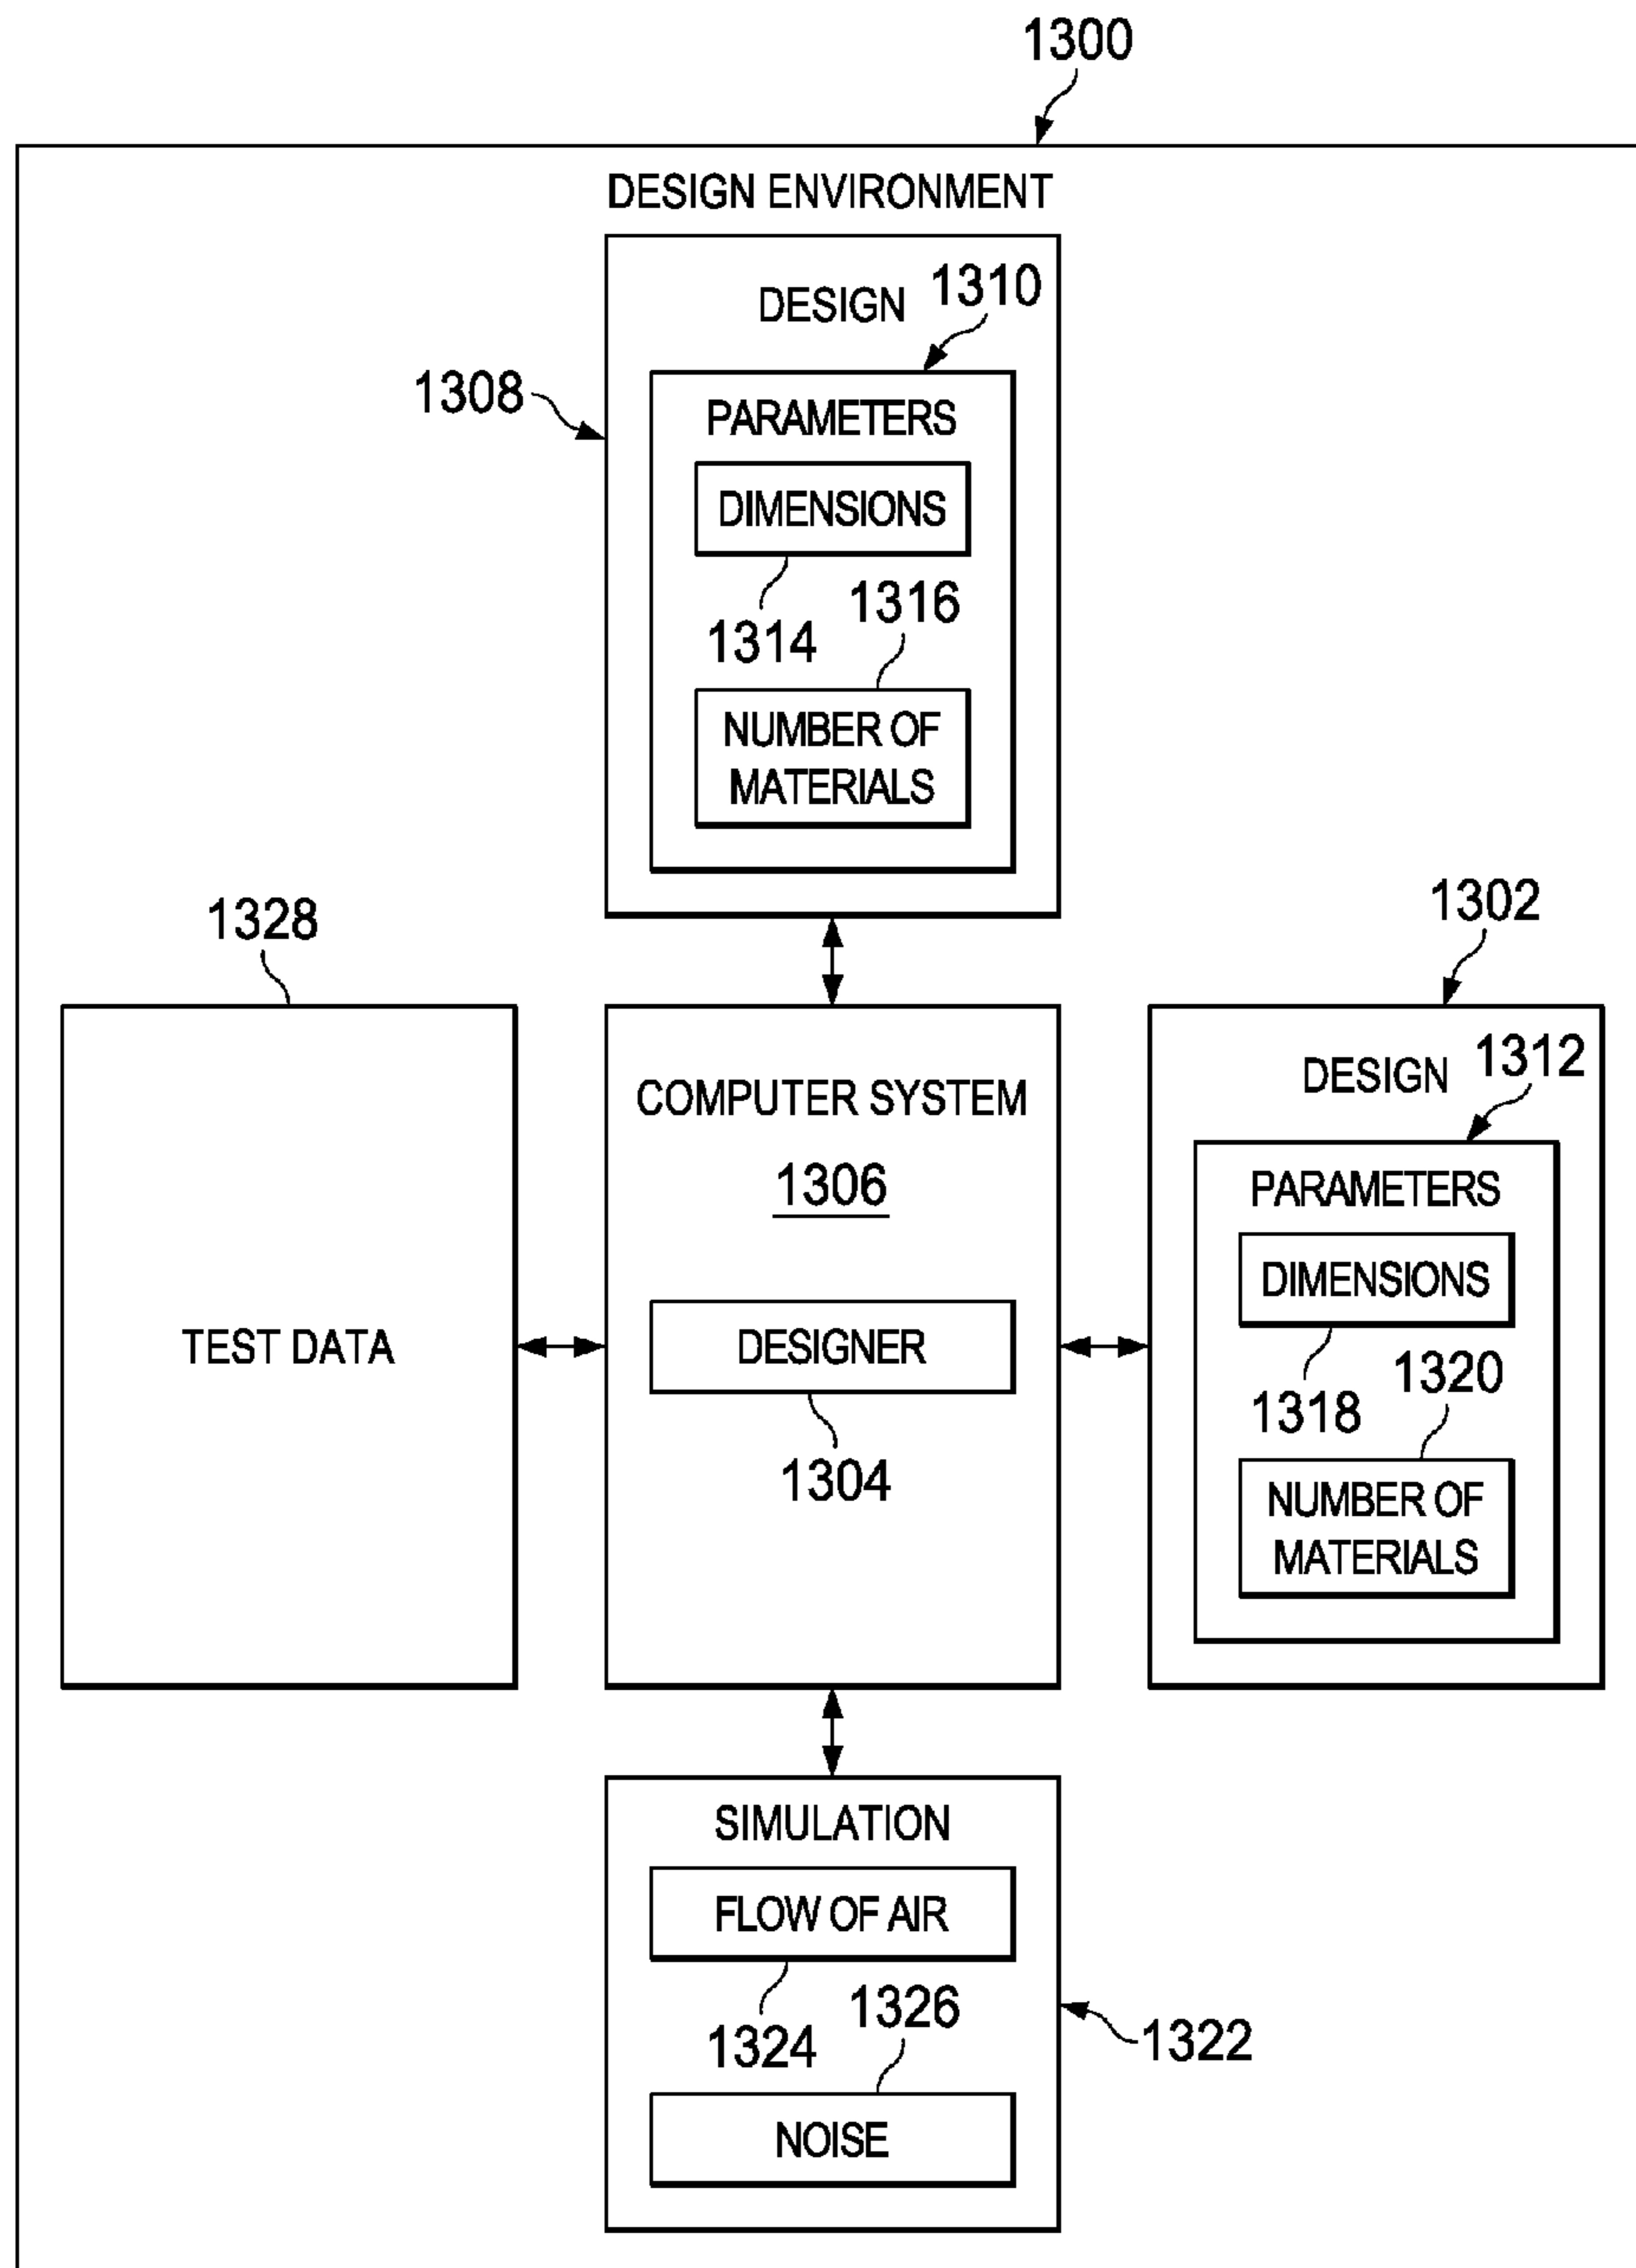 1300
DESIGN ENVIRONMENT
DESIGN
1310
1308
PARAMETERS
DIMENSIONS
1314
1316
NUMBER OF
MATERIALS
1328
1302
TEST DATA
COMPUTER SYSTEM
1306
DESIGNER
1304
DESIGN
1312
PARAMETERS
DIMENSIONS
1318
1320
NUMBER OF
MATERIALS
SIMULATION
FLOW OF AIR
1324
1326
1322
NOISE